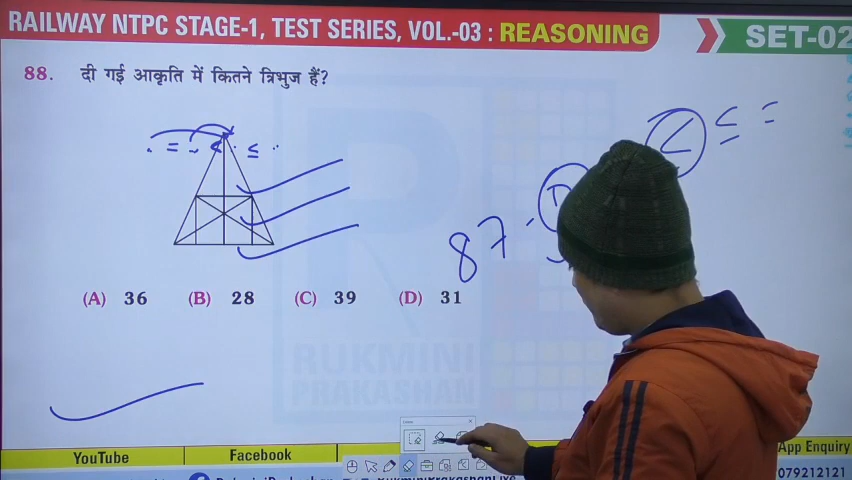 RAILWAY NTPC STAGE-1, TEST SERIES, VOL.-03 : REASONING
SET-02
88. दी गई आकृति में कितने त्रिभुज हैं?
< ≤ =
= < ≤
87 - D
(A) 36 (B) 28 (C) 39 (D) 31
RUKMINI
PRAKASHAN
YouTube
Facebook
App Enquiry
079212121